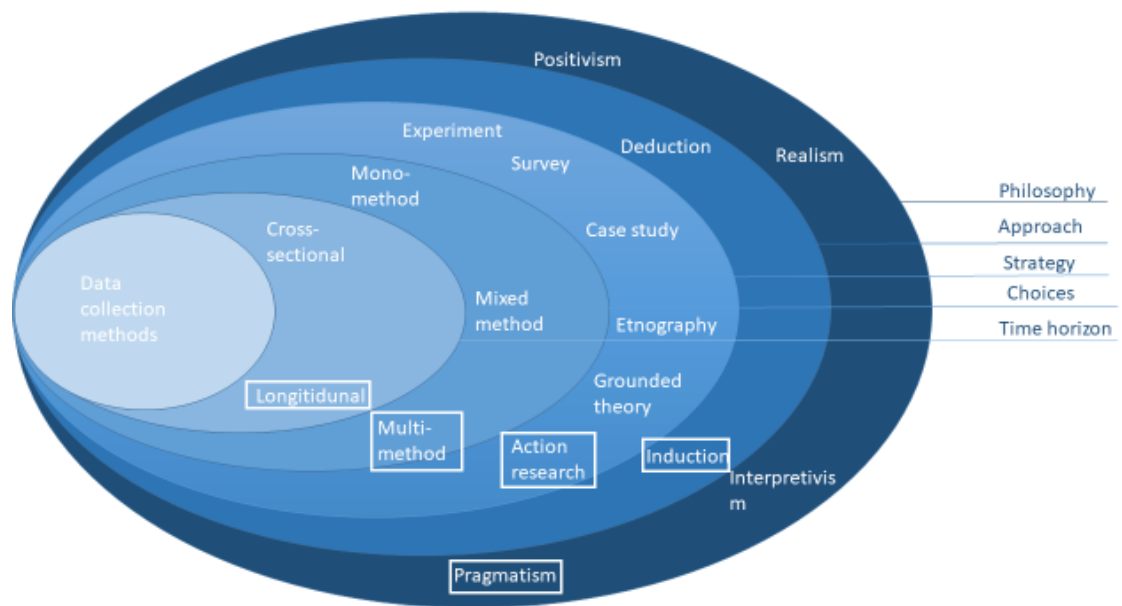 Positivism
Experiment
Survey
Deduction
Realism
Mono-
method
Philosophy
Approach
Cross-
sectional
Case study
Strategy
Data
collection
methods
Mixed
method
Choices
Etnography
Time horizon
Grounded
theory
Longitidunal
Multi-
method
Action
research
Induction
Interpretivis
m
Pragmatism